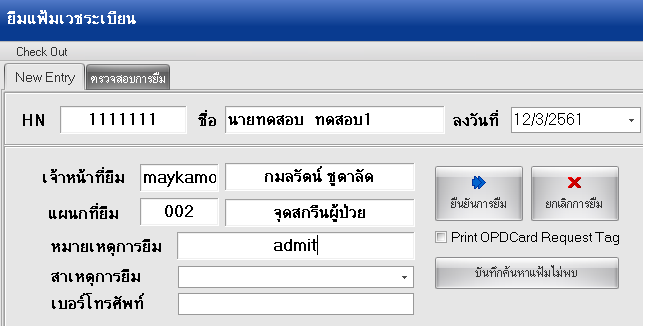 ยืมแฟ้มเวชระเบียน
Check Out
New Entry ตรวจสอบการยืม
HN 1111111 ชื่อ นายทดสอบ ทดสอบ1 ลงวันที่ 12/3/2561
เจ้าหน้าที่ยืม maykamo กมลรัตน์ ชูดาลัด
แผนกที่ยืม 002 จุดสกรีนผู้ป่วย
ยืนยันการยืม ยกเลิกการยืม
หมายเหตุการยืม admit
Print OPDCard Request Tag
สาเหตุการยืม
บันทึกค้นหาแฟ้มไม่พบ
เบอร์โทรศัพท์